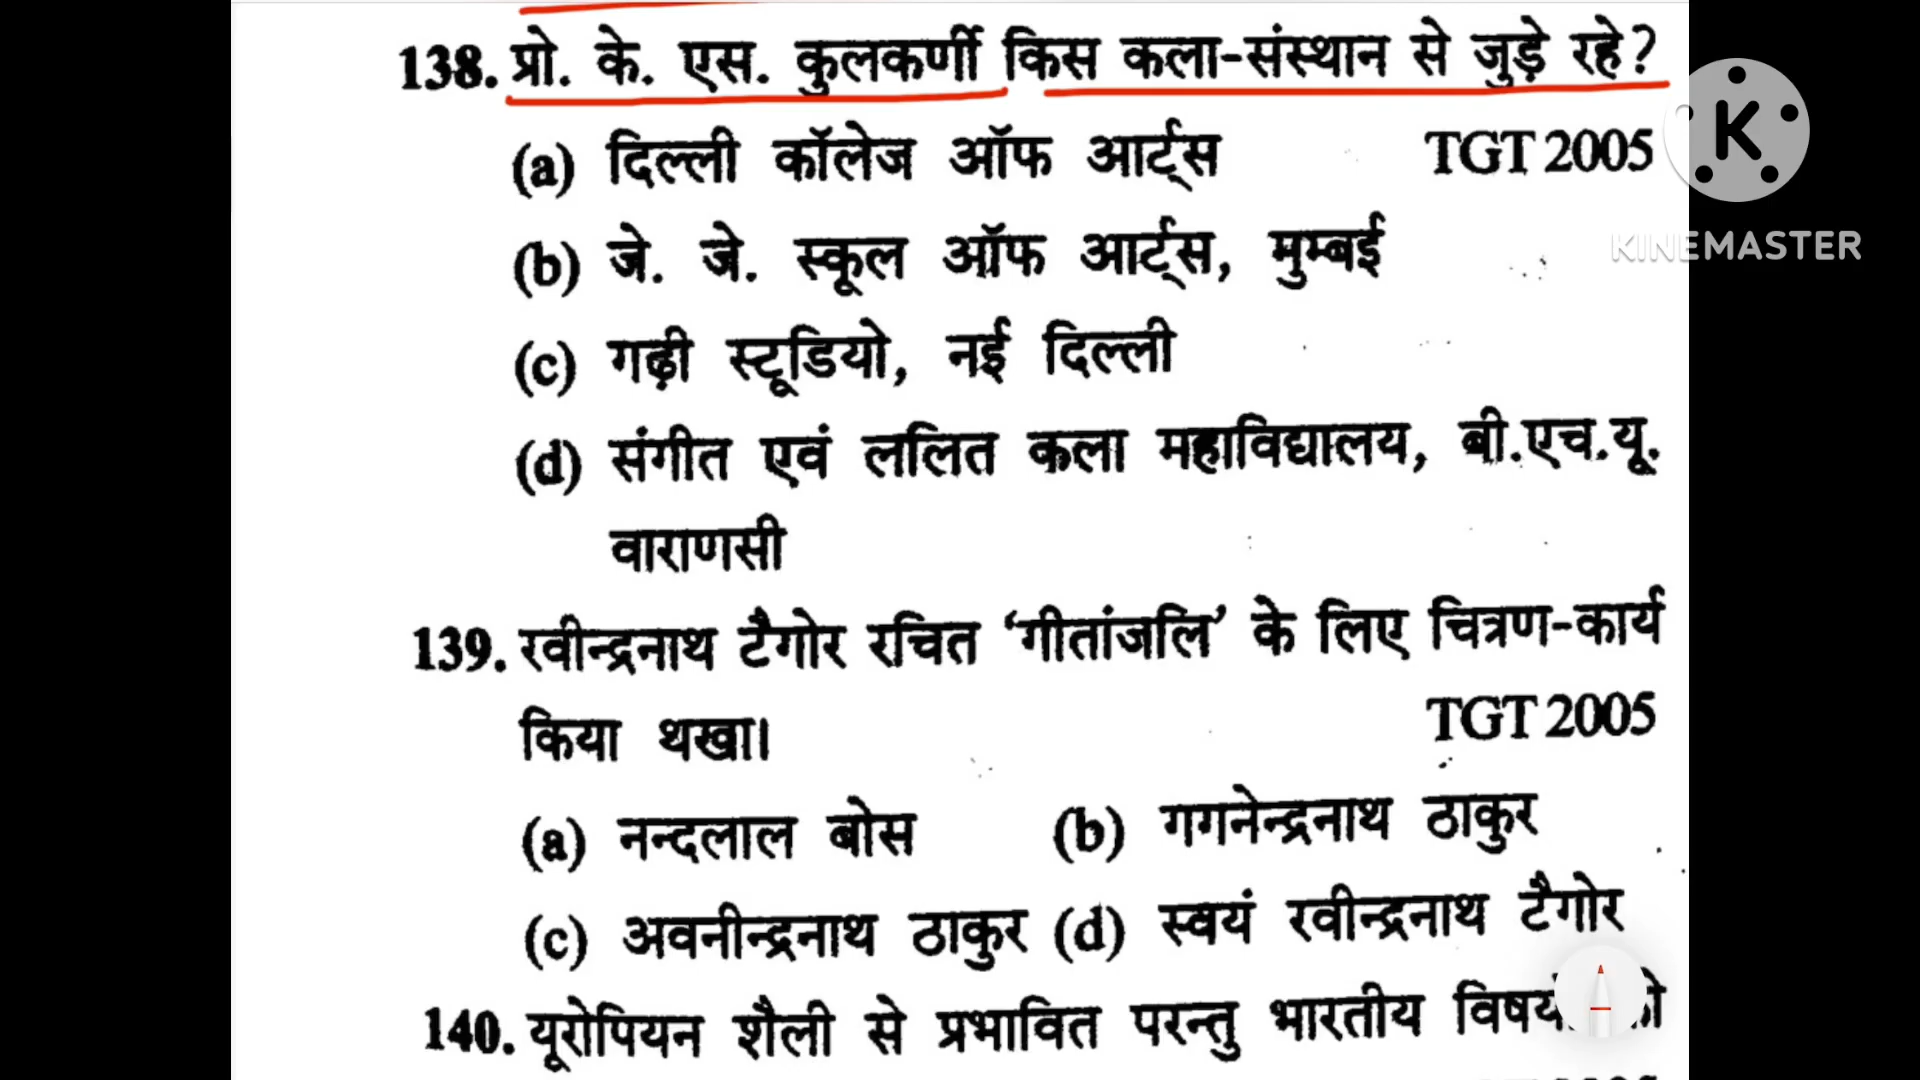 138. प्रो. के. एस. कुलकर्णी किस कला-संस्थान से जुड़े रहे?
(a) दिल्ली कॉलेज ऑफ आर्ट्स TGT 2005
K
(b) जे. जे. स्कूल ऑफ आर्ट्स, मुम्बई
KINEMASTER
(c) गढ़ी स्टूडियो, नई दिल्ली
(d) संगीत एवं ललित कला महाविद्यालय, बी.एच.यू.
वाराणसी
139. रवीन्द्रनाथ टैगोर रचित ‘गीतांजलि’ के लिए चित्रण-कार्य
किया थखा। TGT 2005
(a) नन्दलाल बोस (b) गगनेन्द्रनाथ ठाकुर
(c) अवनीन्द्रनाथ ठाकुर (d) स्वयं रवीन्द्रनाथ टैगोर
140. यूरोपियन शैली से प्रभावित परन्तु भारतीय